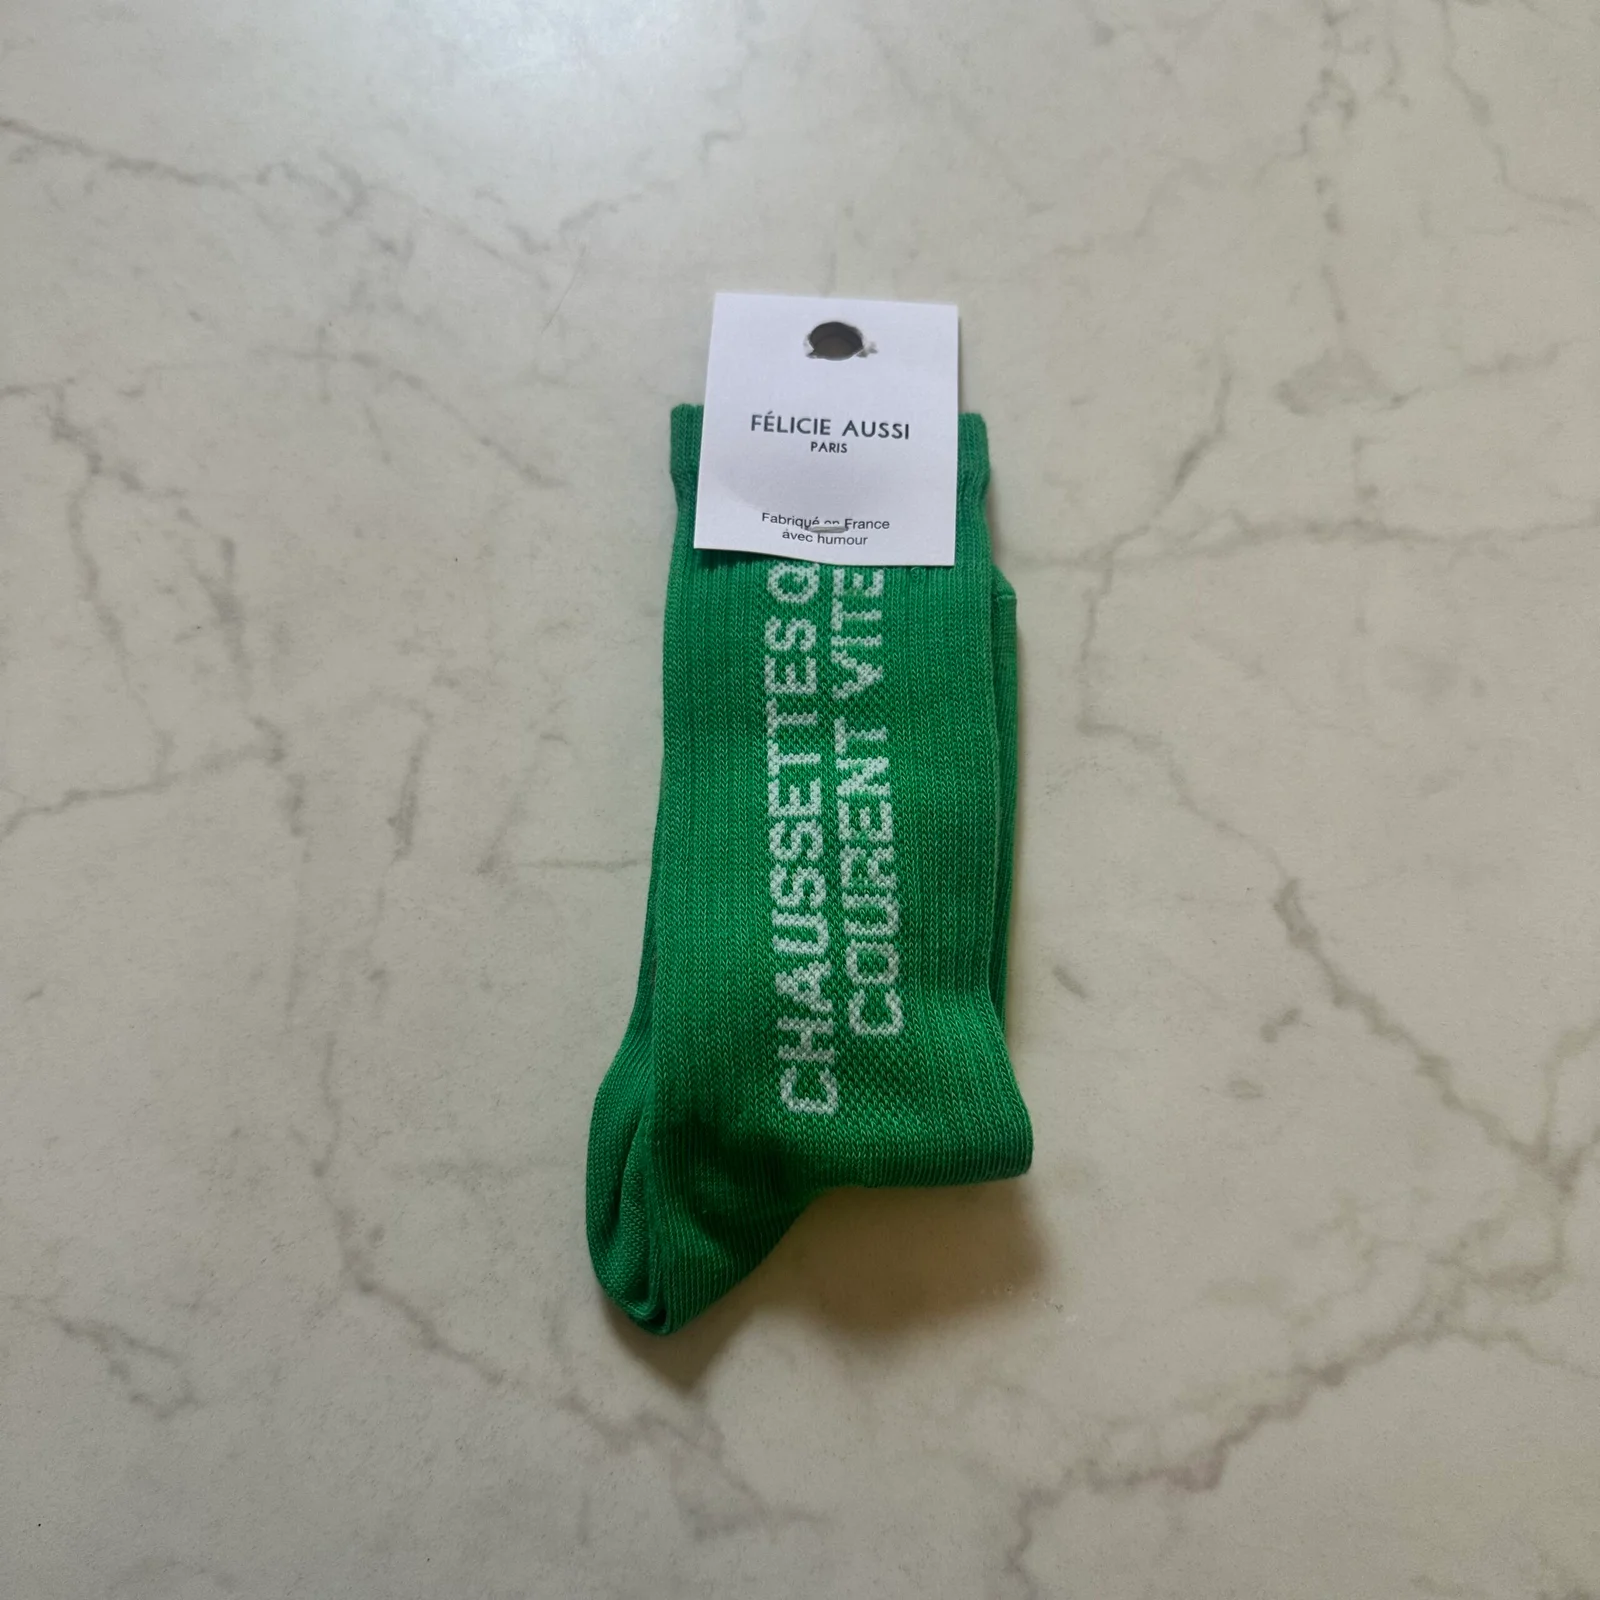 FÉLICIE AUSSI
PARIS
Fabriqué en France
avec humour
CHAUSSETTES Q
COURENT VITE